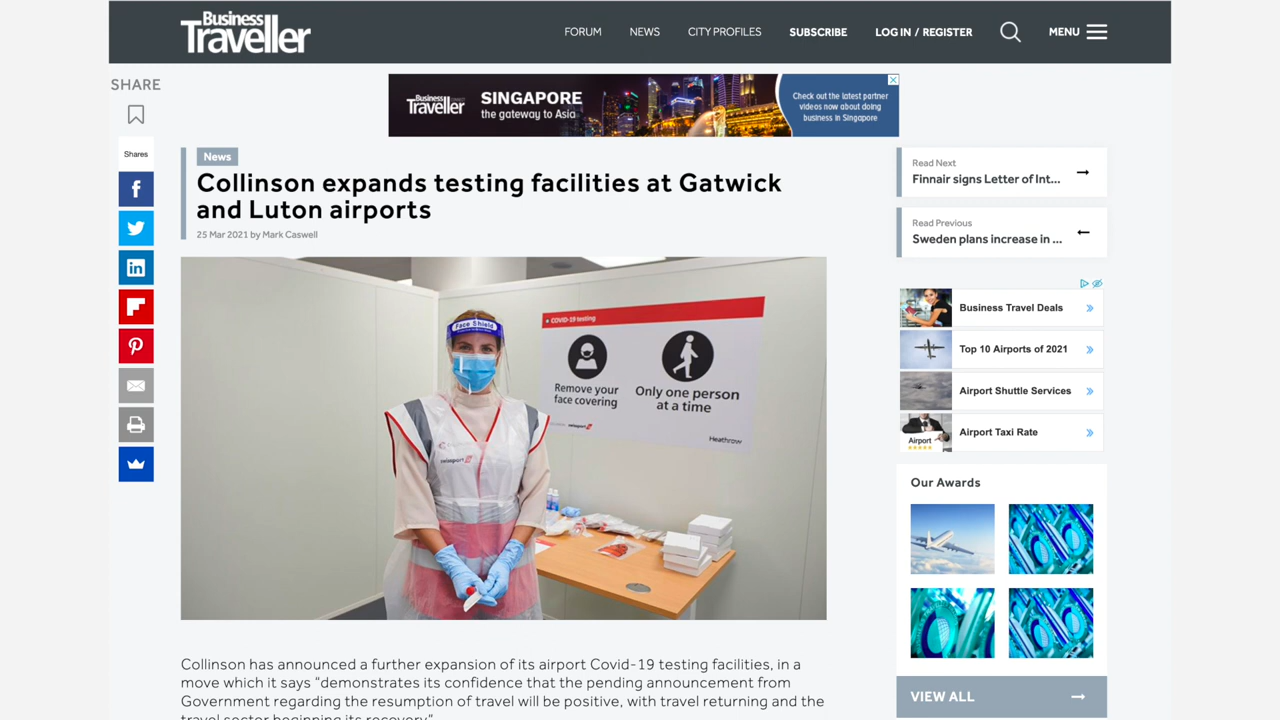 Business
Traveller
FORUM
NEWS
CITY PROFILES
SUBSCRIBE
LOG IN / REGISTER
MENU
SHARE
Shares
Business
Traveller
SINGAPORE
the gateway to Asia
Check out the latest partner
videos now about doing
business in Singapore
News
Collinson expands testing facilities at Gatwick
and Luton airports
25 Mar 2021 by Mark Caswell
Face Shield
COVID-19 testing
Remove your
face covering
Only one person
at a time
swissport
Heathrow
swissport
Collinson has announced a further expansion of its airport Covid-19 testing facilities, in a
move which it says “demonstrates its confidence that the pending announcement from
Government regarding the resumption of travel will be positive, with travel returning and the
travel sector beginning its recovery”
Read Next
Finnair signs Letter of Int...
Read Previous
Sweden plans increase in ...
Business Travel Deals
Top 10 Airports of 2021
Airport Shuttle Services
Airport
Airport Taxi Rate
Our Awards
VIEW ALL